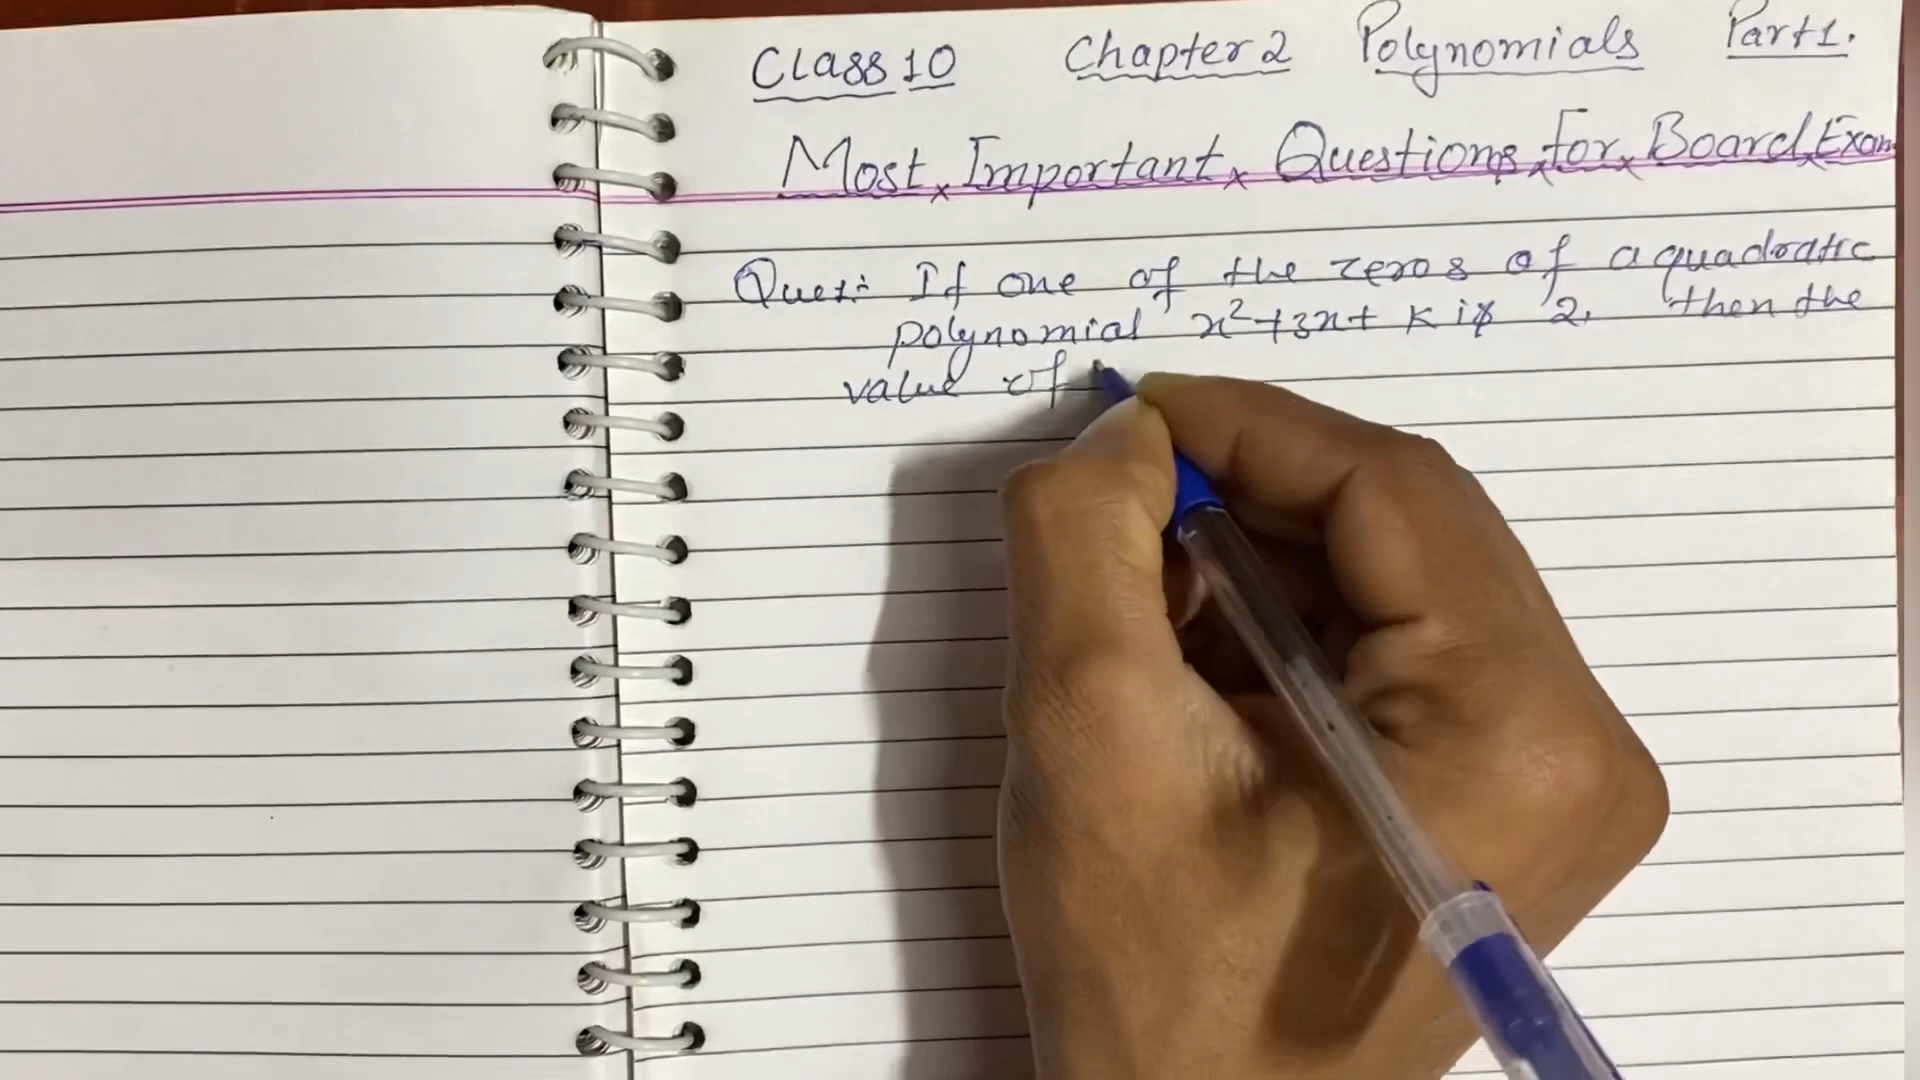 Class 10 Chapter 2 Polynomials Part 1.
Most Important Questions for Board Exam
Ques1:- If one of the zeros of a quadratic
polynomial x²+3x+ k is 2, then the
value of